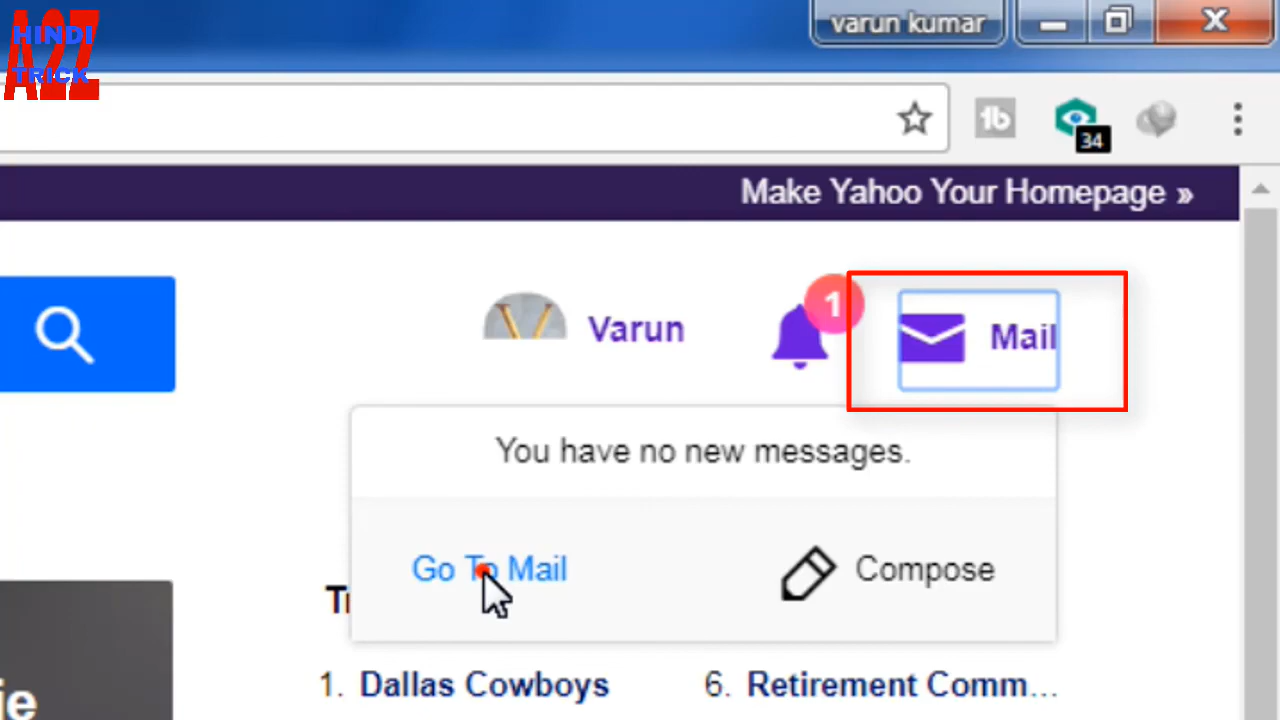 HINDI
A2Z
TRICK
varun kumar
34
Make Yahoo Your Homepage »
Varun
1
Mail
You have no new messages.
Go To Mail
Compose
1. Dallas Cowboys
6. Retirement Comm...